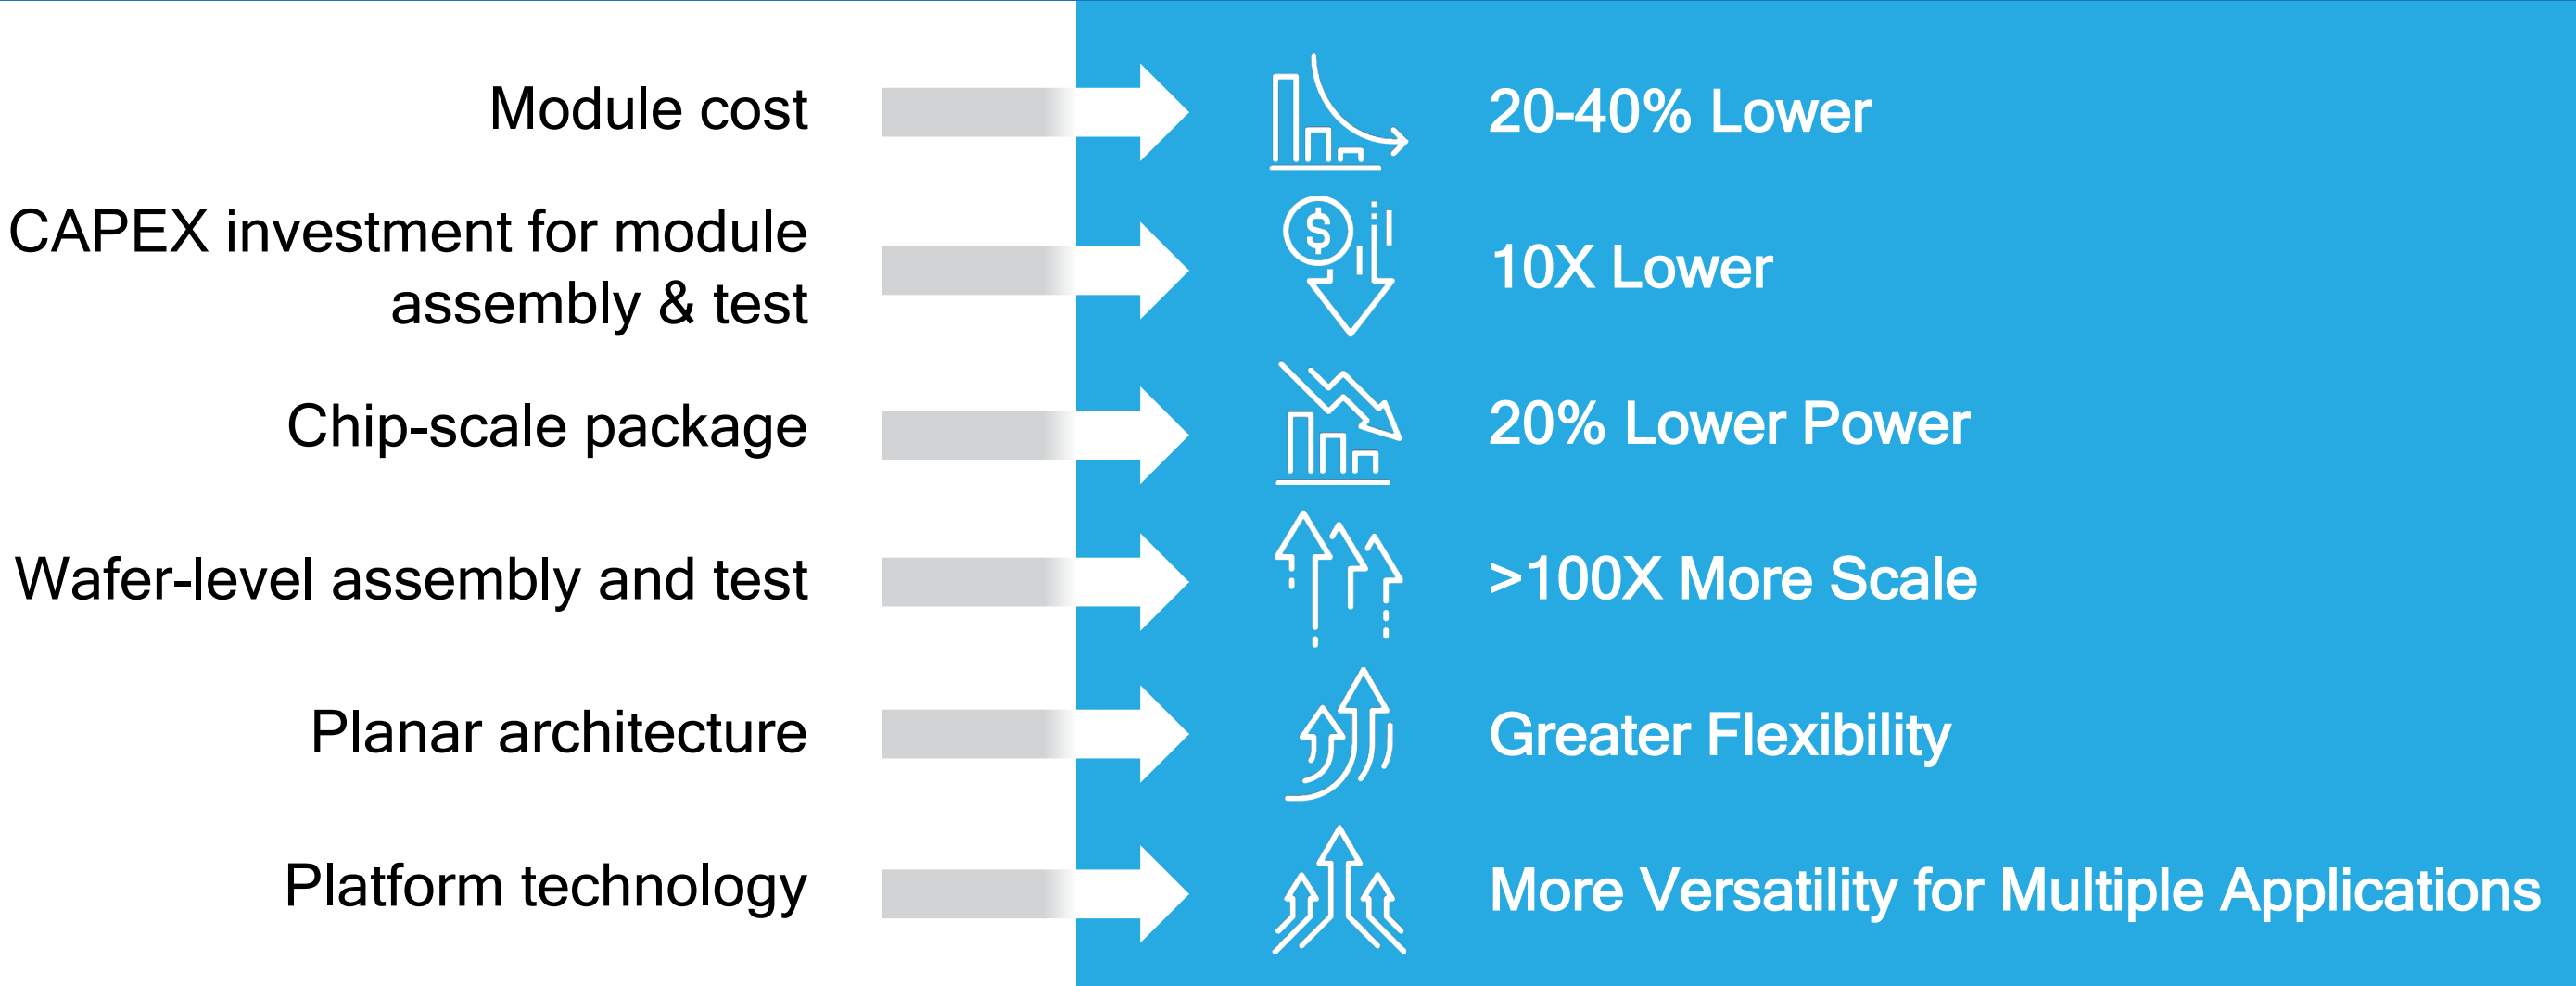 Module cost
20-40% Lower
CAPEX investment for module
assembly & test
$
10X Lower
Chip-scale package
20% Lower Power
Wafer-level assembly and test
>100X More Scale
Planar architecture
Greater Flexibility
Platform technology
More Versatility for Multiple Applications